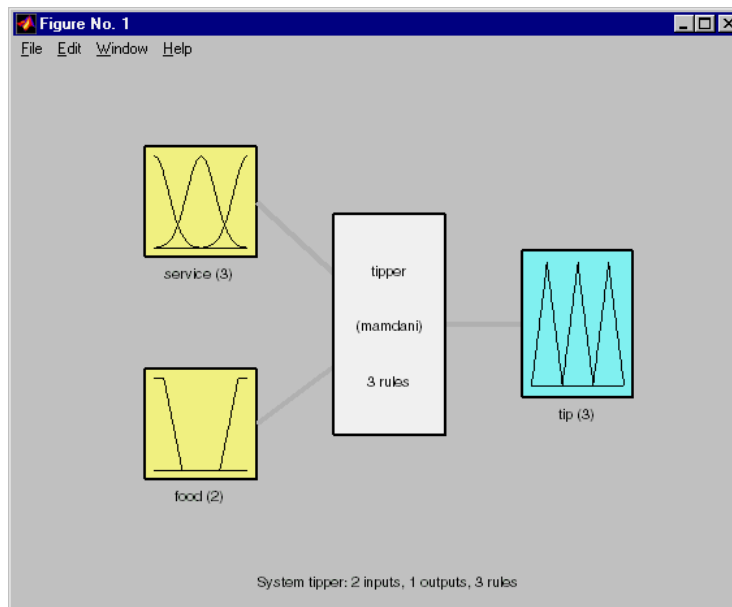 Figure No. 1
File Edit Window Help
service (3)
tipper
(mamdani)
3 rules
tip (3)
food (2)
System tipper: 2 inputs, 1 outputs, 3 rules